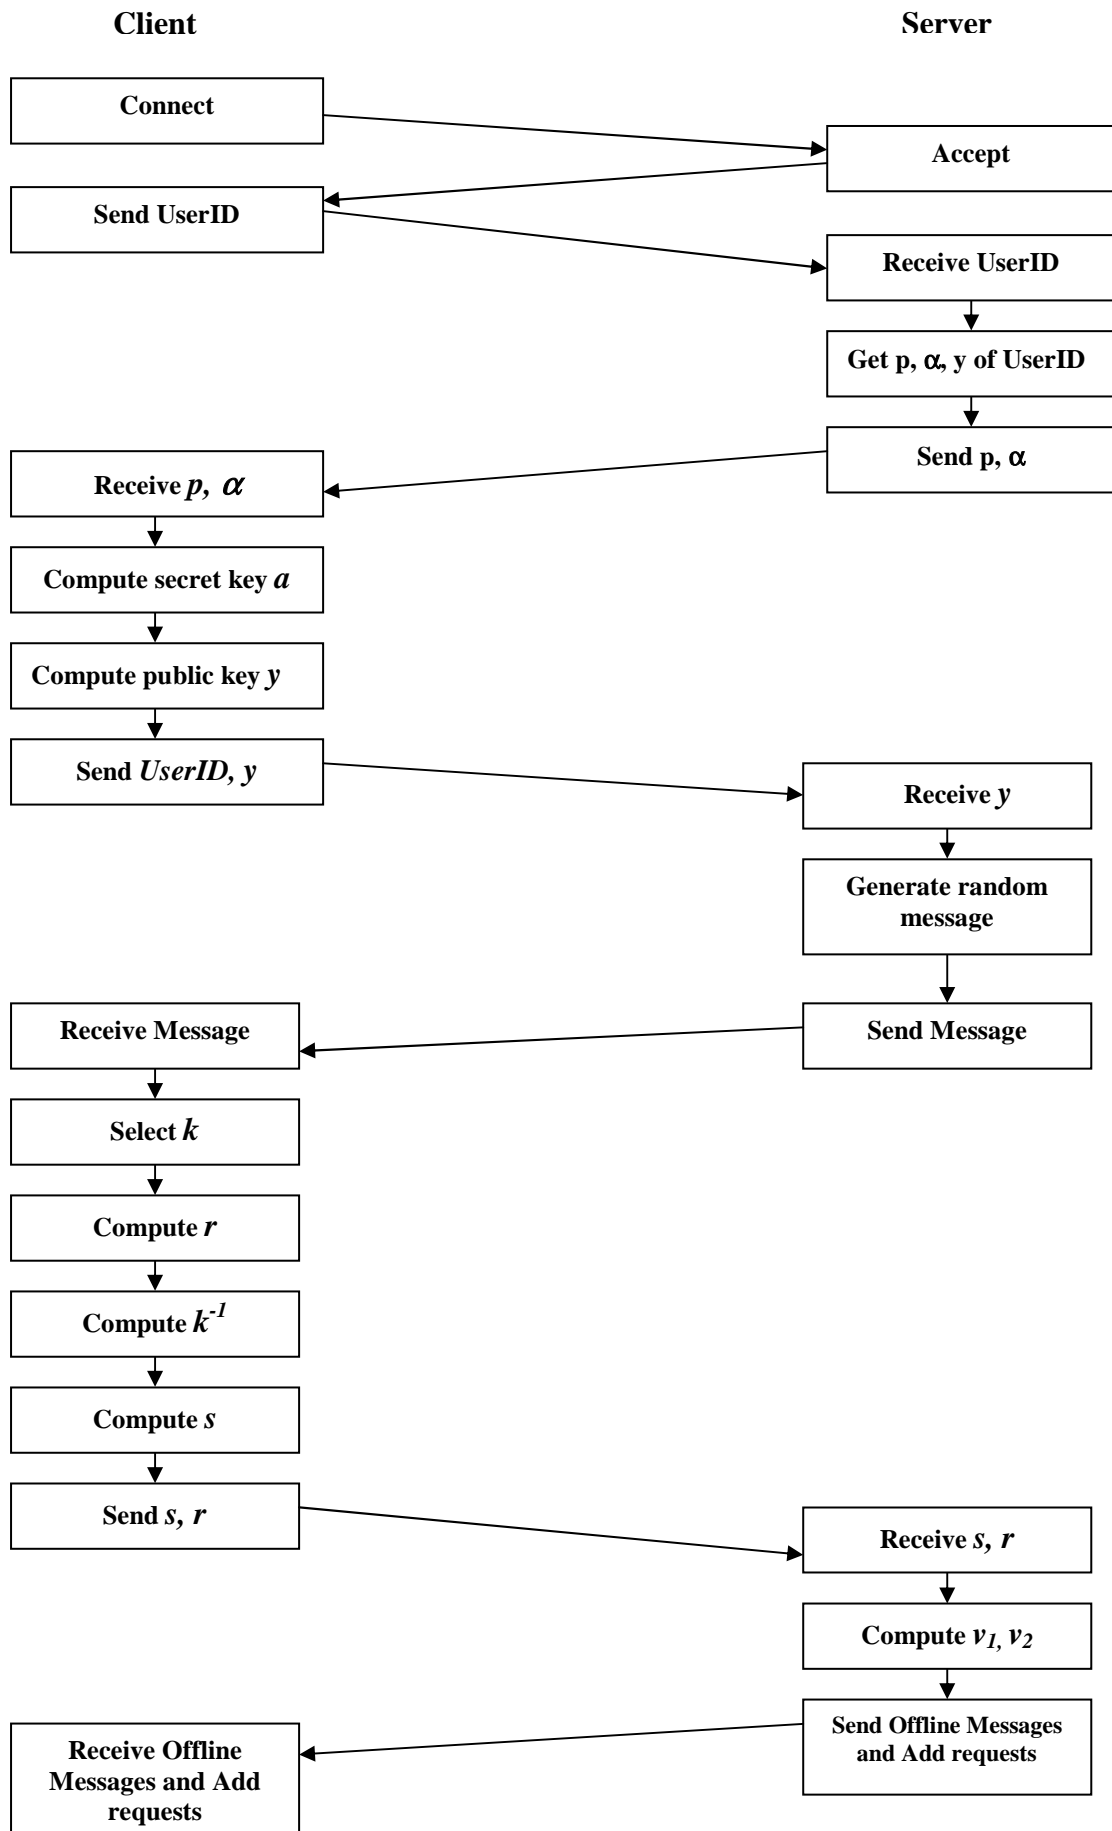 Client
Server
Connect
Accept
Send UserID
Receive UserID
Get p, α, y of UserID
Send p, α
Receive p, α
Compute secret key a
Compute public key y
Send UserID, y
Receive y
Generate random
message
Send Message
Receive Message
Select k
Compute r
Compute k⁻¹
Compute s
Send s, r
Receive s, r
Compute v₁, v₂
Send Offline Messages
and Add requests
Receive Offline
Messages and Add
requests